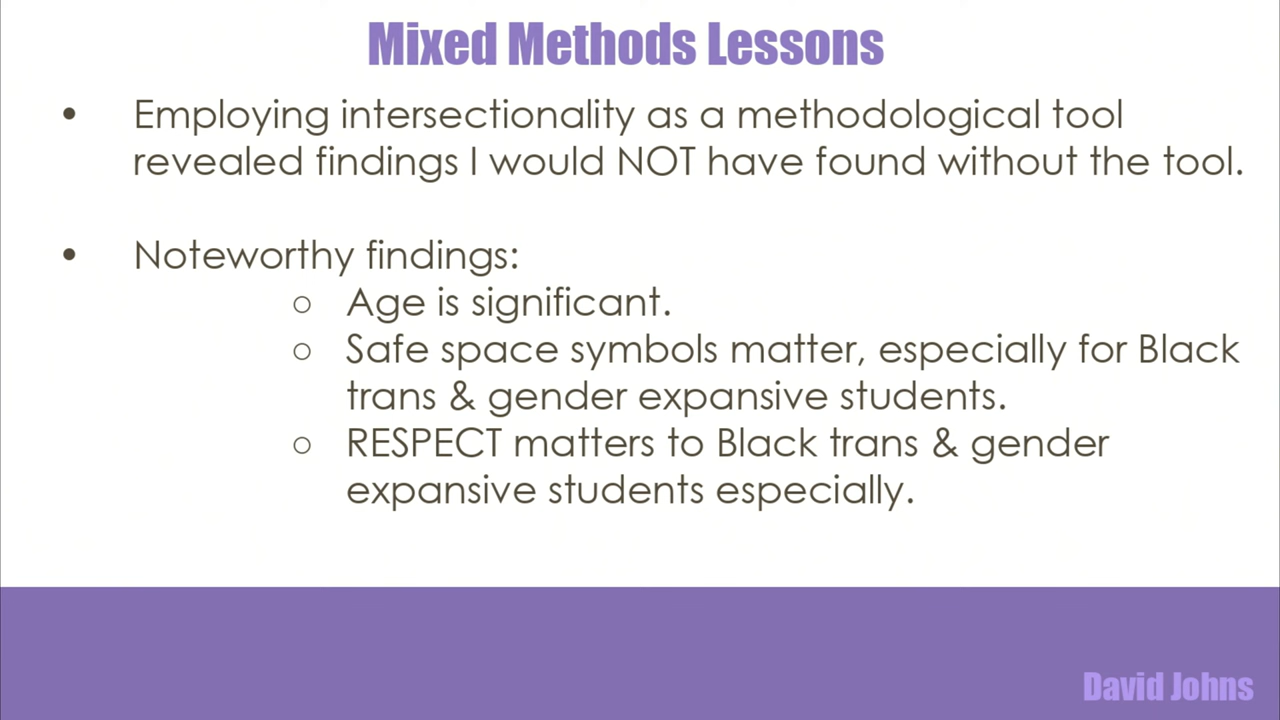 Mixed Methods Lessons
• Employing intersectionality as a methodological tool
revealed findings I would NOT have found without the tool.
• Noteworthy findings:
○ Age is significant.
○ Safe space symbols matter, especially for Black
trans & gender expansive students.
○ RESPECT matters to Black trans & gender
expansive students especially.
David Johns